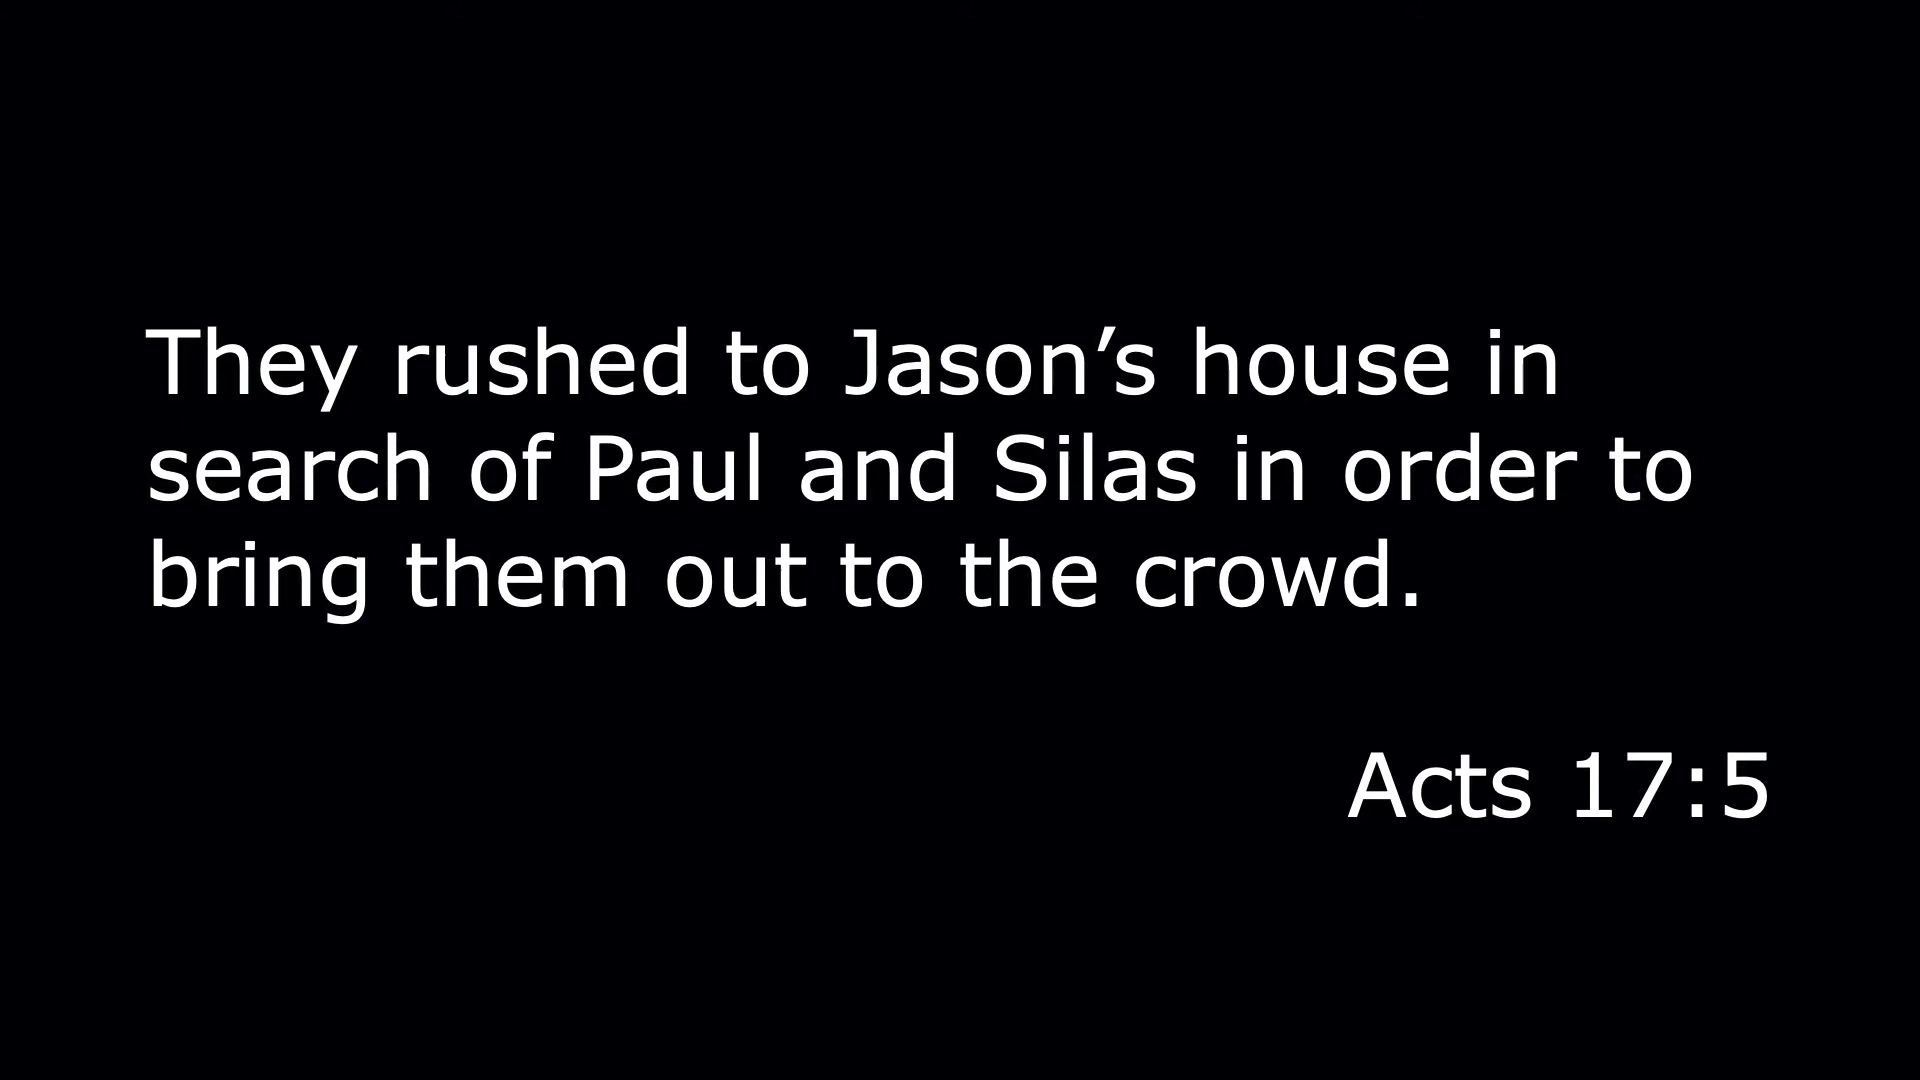 They rushed to Jason’s house in
search of Paul and Silas in order to
bring them out to the crowd.
Acts 17:5